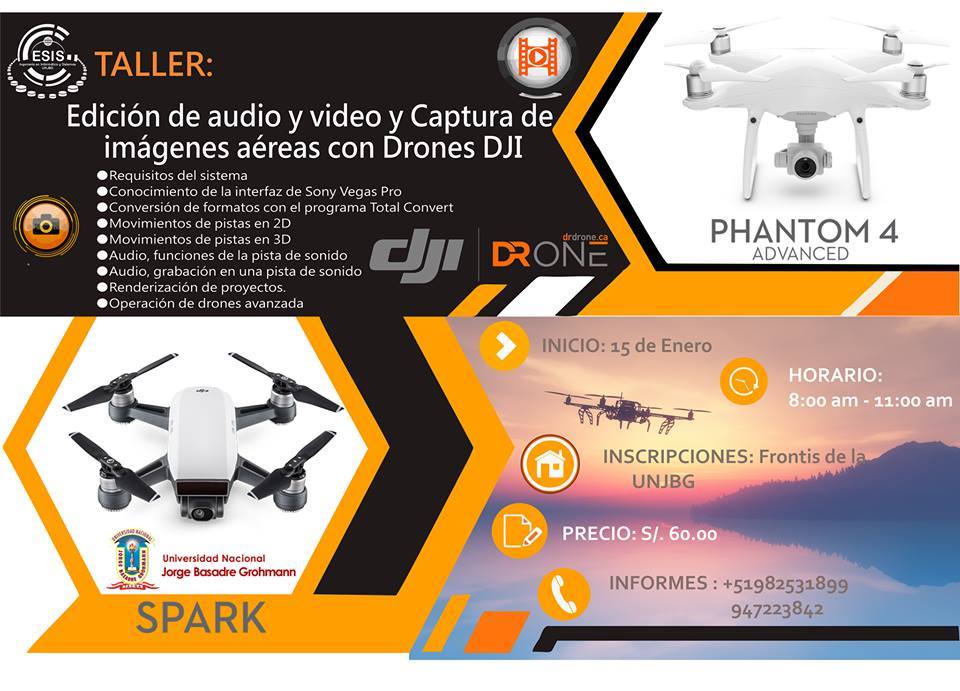 ESIS
TALLER:
Edición de audio y video y Captura de
imágenes aéreas con Drones DJI
Requisitos del sistema
Conocimiento de la interfaz de Sony Vegas Pro
Conversión de formatos con el programa Total Convert
Movimientos de pistas en 2D
Movimientos de pistas en 3D
Audio, funciones de la pista de sonido
Audio, grabación en una pista de sonido
Renderización de proyectos.
Operación de drones avanzada
dji
drdrone.ca
DRONE
PHANTOM 4
ADVANCED
INICIO: 15 de Enero
HORARIO:
8:00 am - 11:00 am
INSCRIPCIONES: Frontis de la
UNJBG
PRECIO: S/. 60.00
INFORMES : +51982531899
947223842
Universidad Nacional
Jorge Basadre Grohmann
SPARK